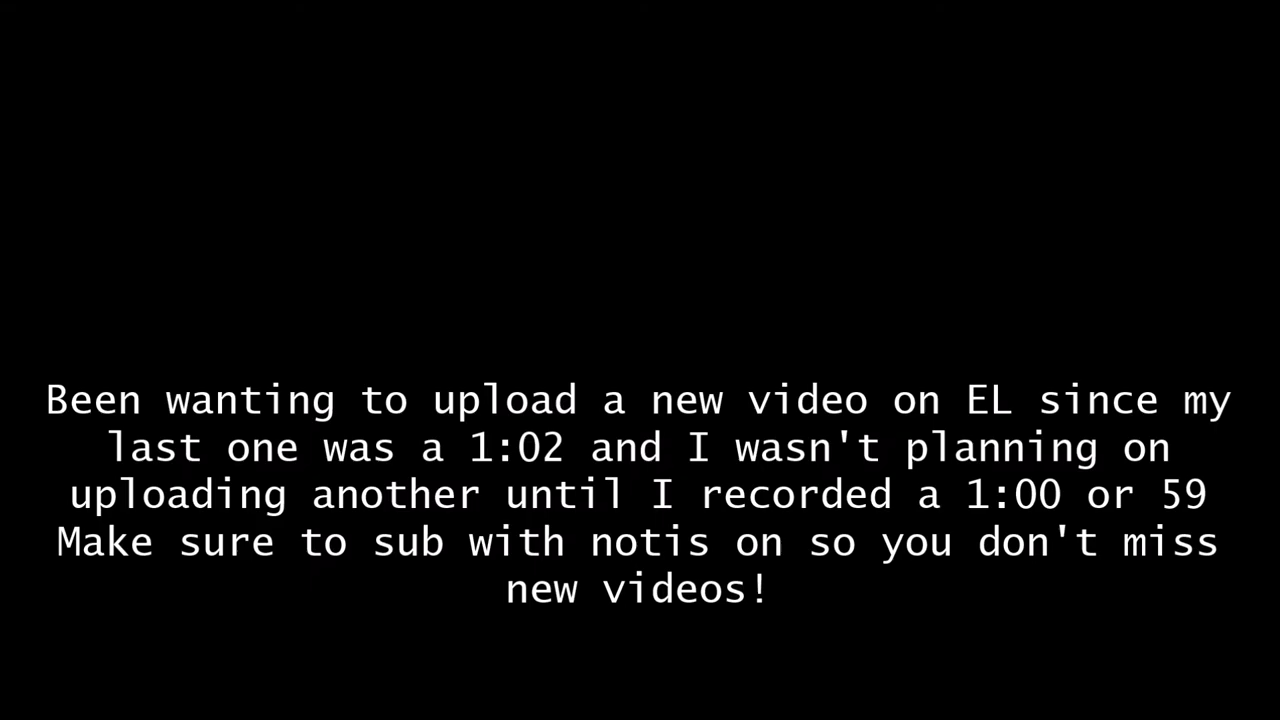 Been wanting to upload a new video on EL since my
last one was a 1:02 and I wasn't planning on
uploading another until I recorded a 1:00 or 59
Make sure to sub with notis on so you don't miss
new videos!